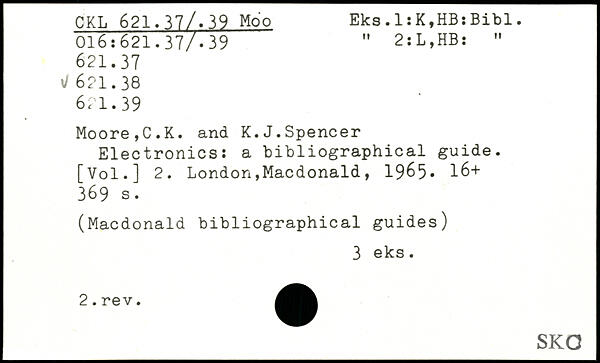 CKL 621.37/.39 Moo Eks.1:K,HB:Bibl.
016:621.37/.39 " 2:L,HB: "
621.37
✓ 621.38
621.39
Moore,C.K. and K.J.Spencer
Electronics: a bibliographical guide.
[Vol.] 2. London,Macdonald, 1965. 16+
369 s.
(Macdonald bibliographical guides)
3 eks.
2.rev.
SKC